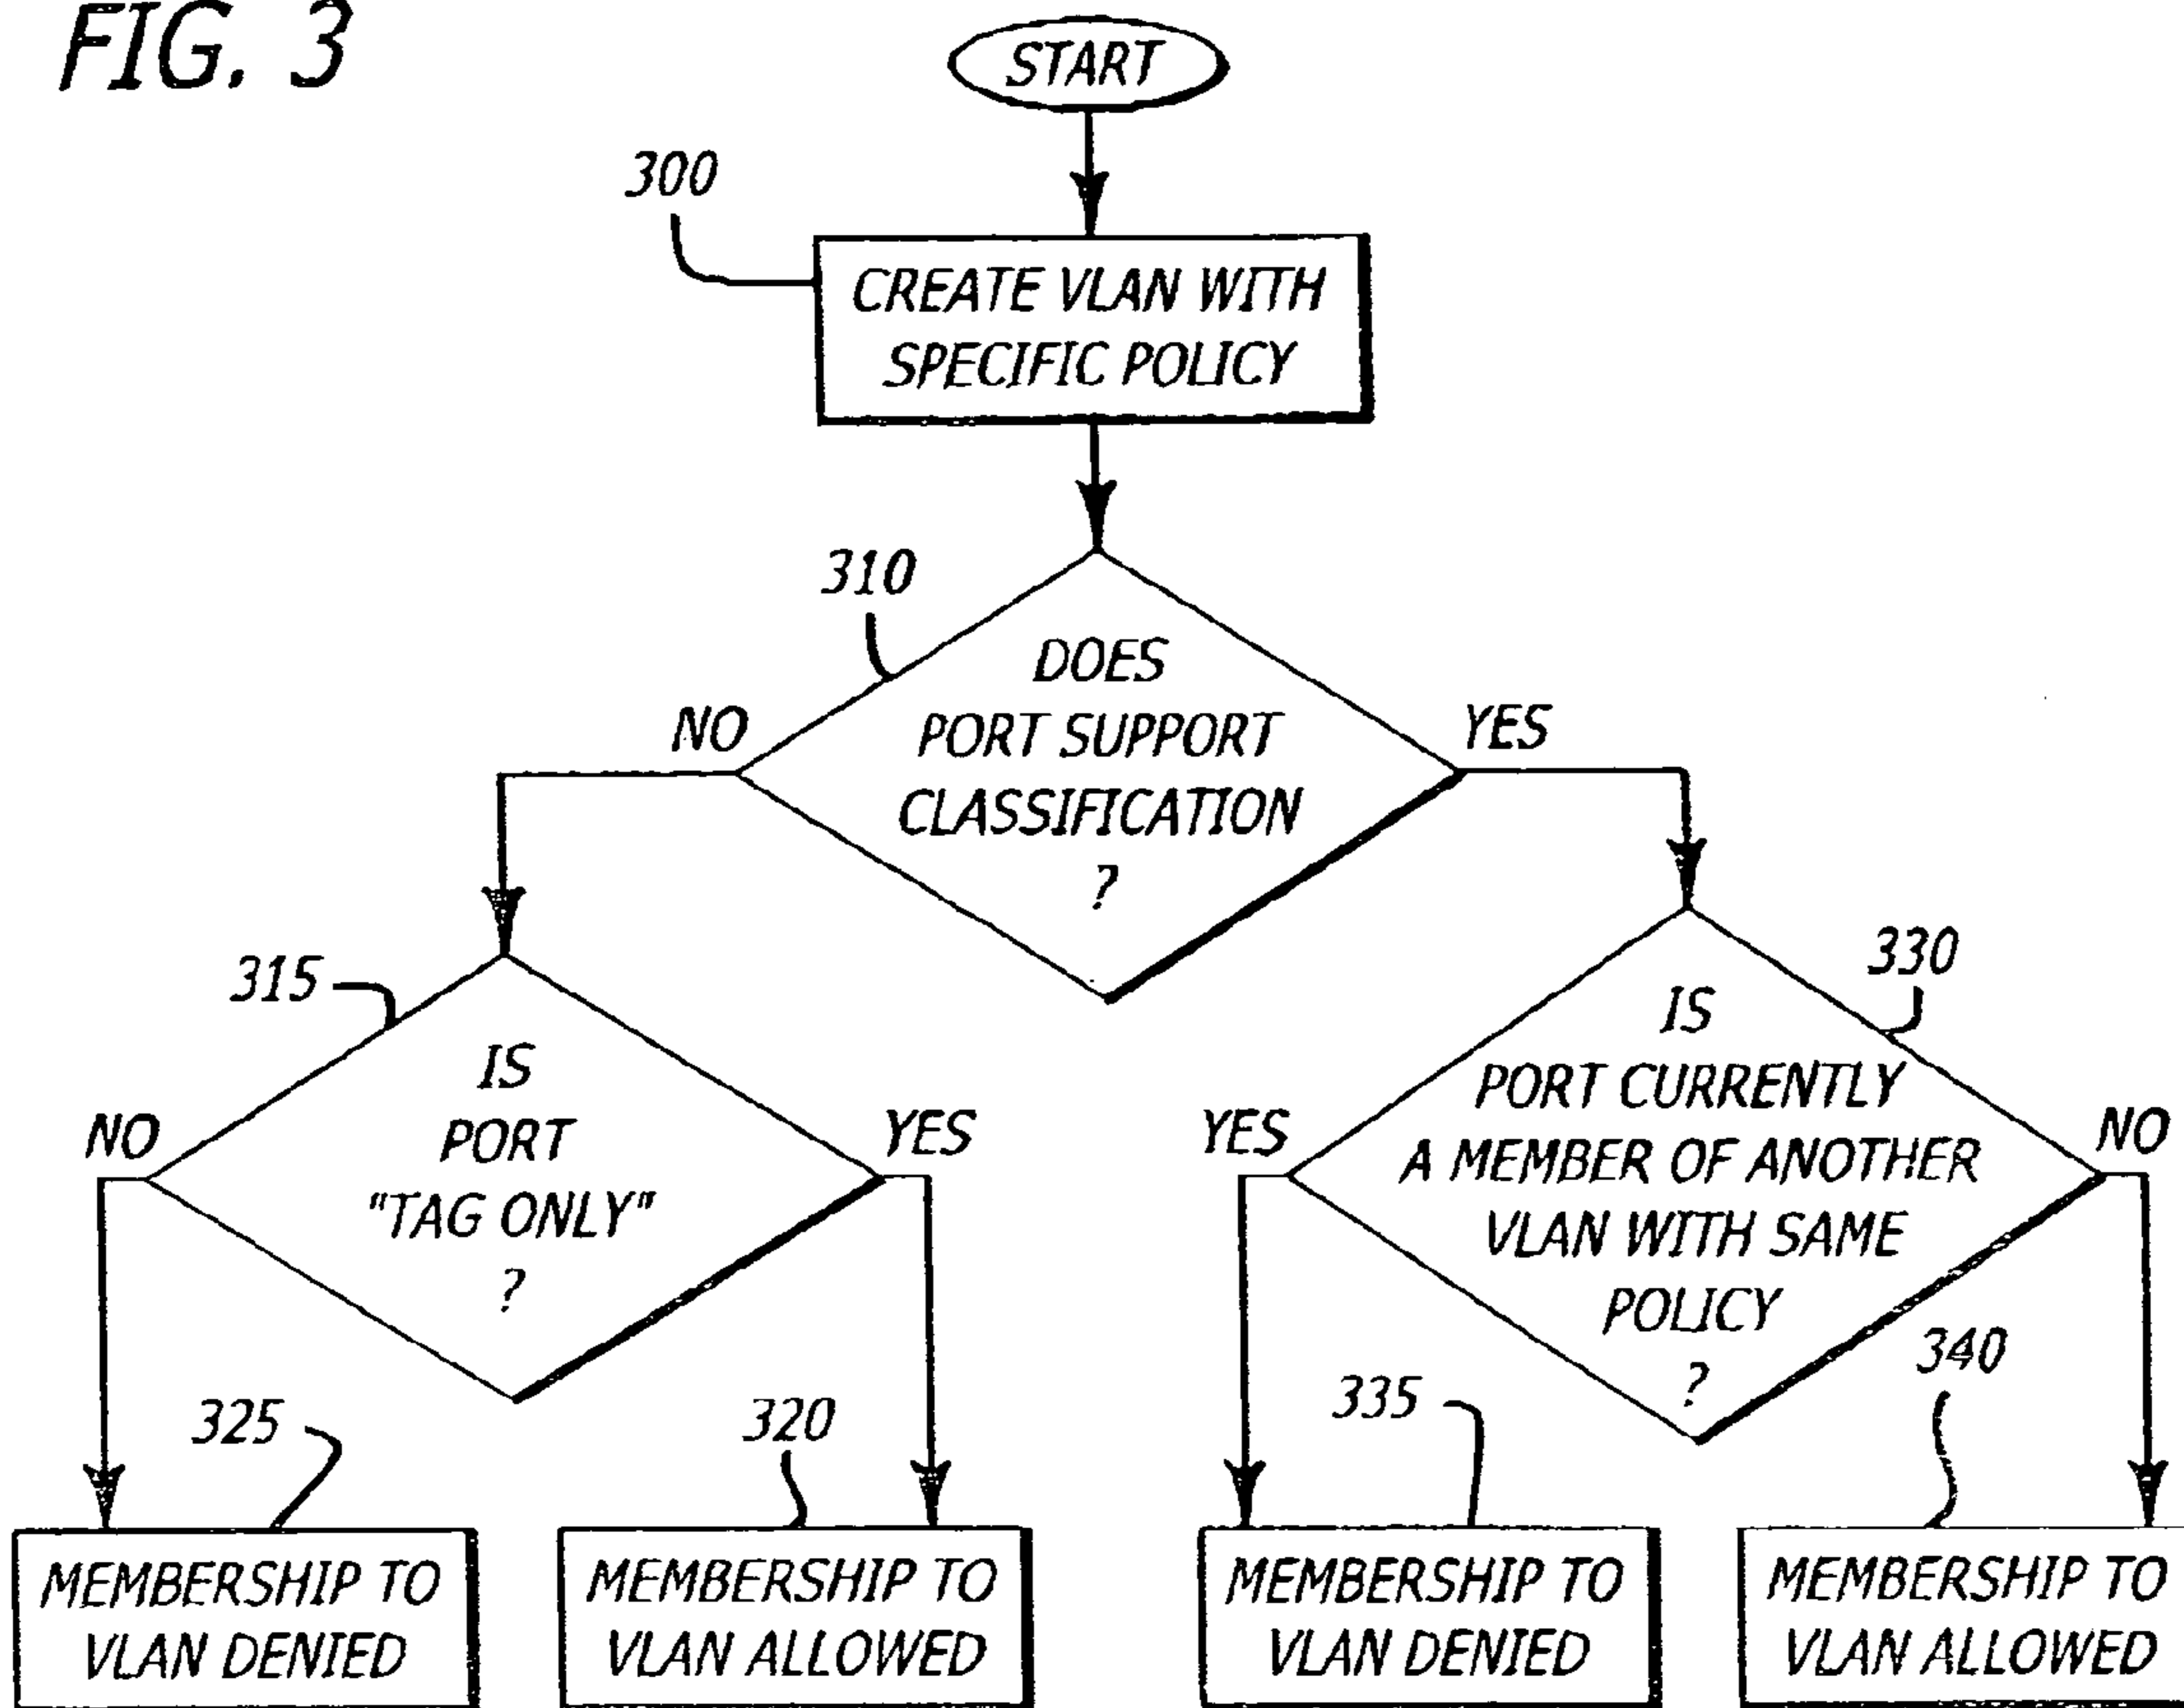 FIG. 3
START
300
CREATE VLAN WITH
SPECIFIC POLICY
310
DOES
PORT SUPPORT
CLASSIFICATION
?
NO
YES
315
IS
PORT
"TAG ONLY"
?
NO
YES
330
IS
PORT CURRENTLY
A MEMBER OF ANOTHER
VLAN WITH SAME
POLICY
?
YES
NO
325
320
335
340
MEMBERSHIP TO
VLAN DENIED
MEMBERSHIP TO
VLAN ALLOWED
MEMBERSHIP TO
VLAN DENIED
MEMBERSHIP TO
VLAN ALLOWED